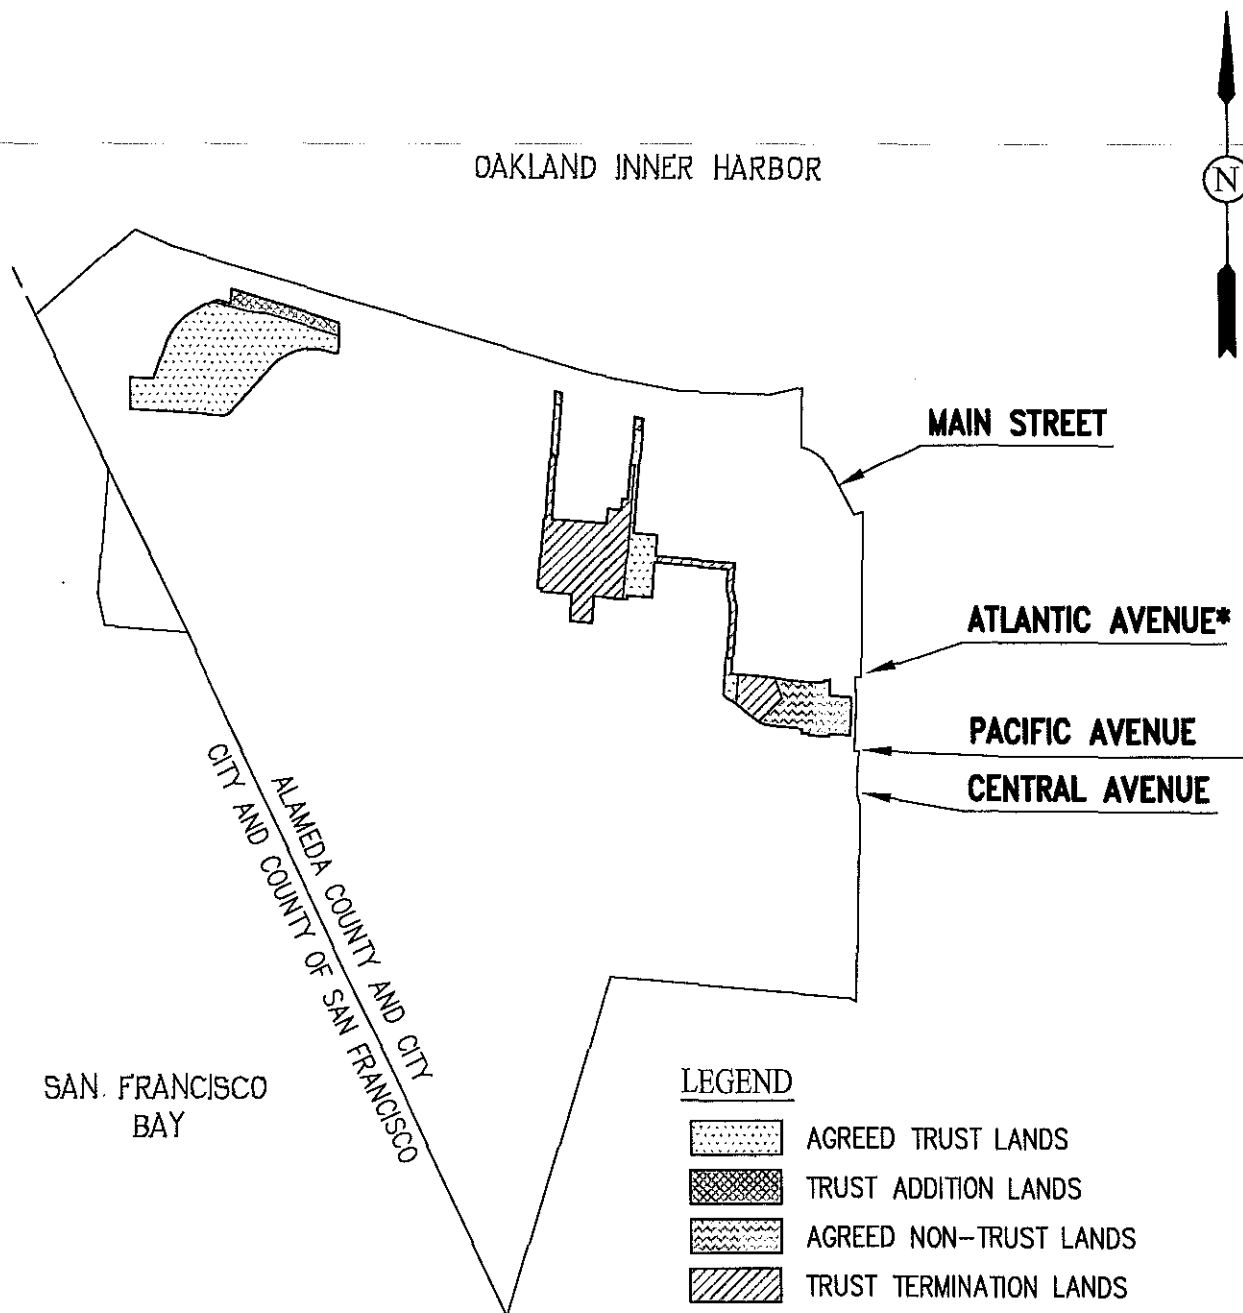 OAKLAND INNER HARBOR
N
MAIN STREET
ATLANTIC AVENUE*
PACIFIC AVENUE
CENTRAL AVENUE
ALAMEDA COUNTY AND CITY
CITY AND COUNTY OF SAN FRANCISCO
SAN FRANCISCO
BAY
LEGEND
AGREED TRUST LANDS
TRUST ADDITION LANDS
AGREED NON-TRUST LANDS
TRUST TERMINATION LANDS